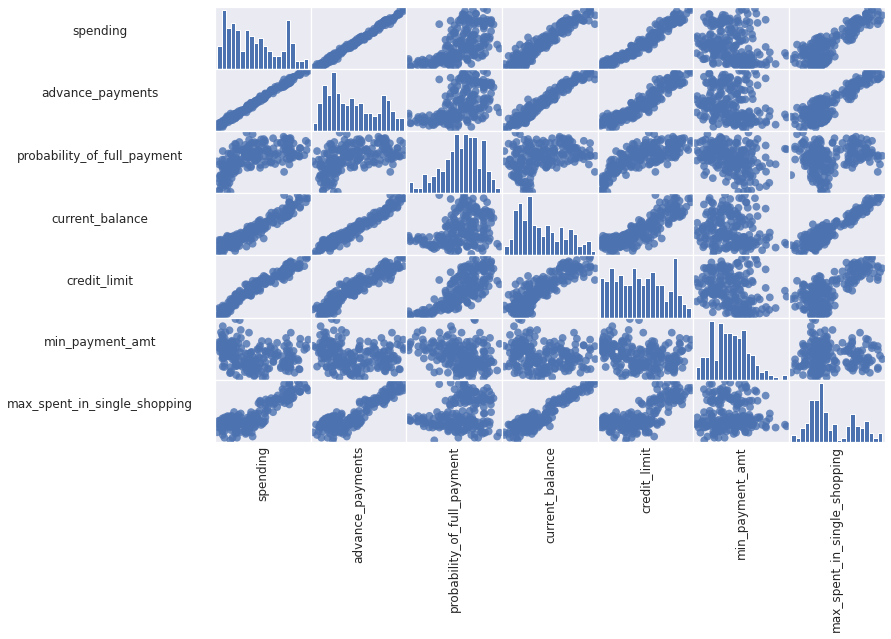 spending
advance_payments
probability_of_full_payment
current_balance
credit_limit
min_payment_amt
max_spent_in_single_shopping
spending
advance_payments
probability_of_full_payment
current_balance
credit_limit
min_payment_amt
max_spent_in_single_shopping